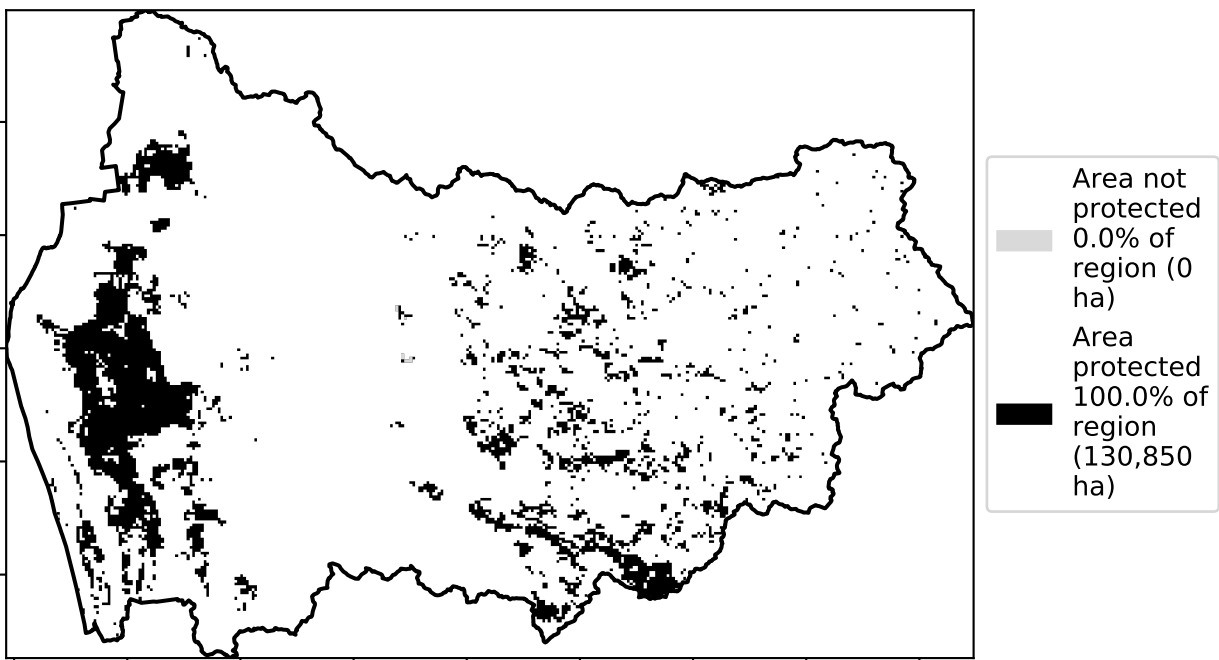 Area not
protected
0.0% of
region (0
ha)
Area
protected
100.0% of
region
(130,850
ha)